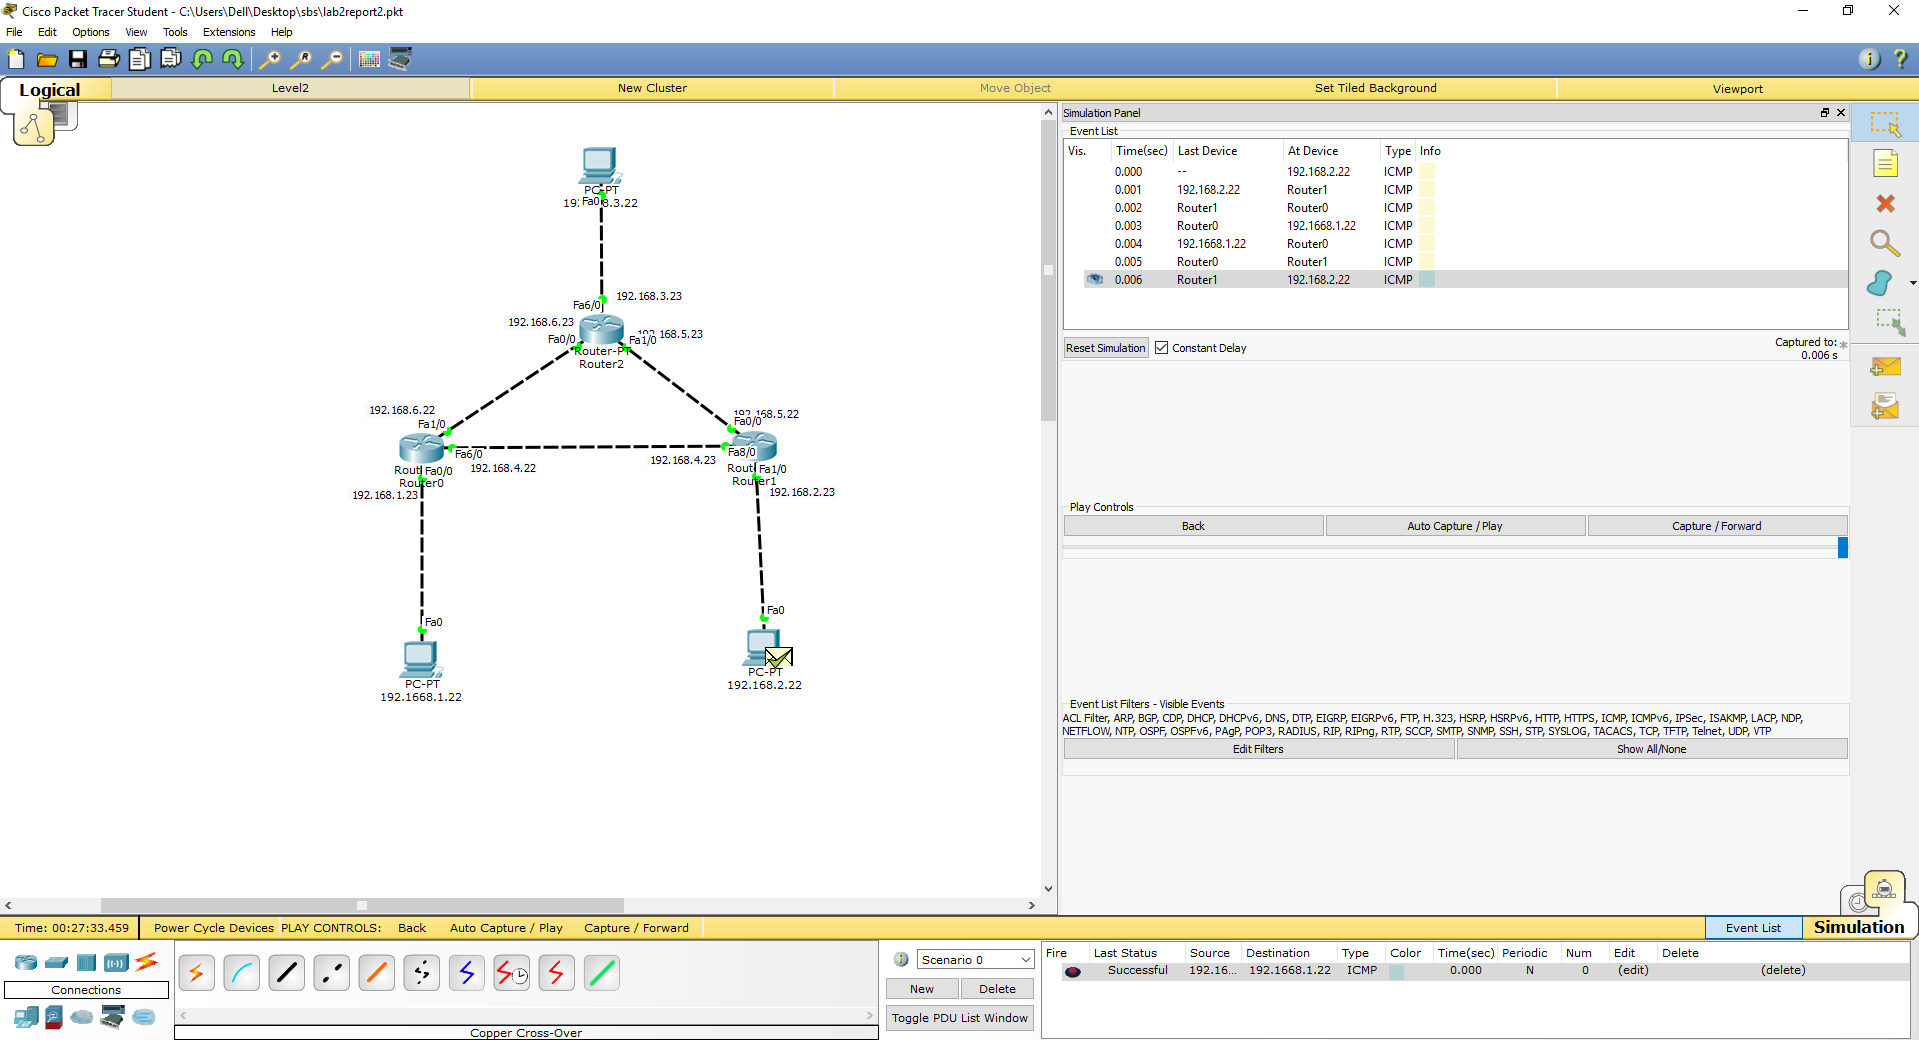 Cisco Packet Tracer Student - C:\Users\Dell\Desktop\sbs\lab2report2.pkt
File Edit Options View Tools Extensions Help
Logical Level2 New Cluster Move Object Set Tiled Background Viewport
PC-PT
Fa0 8.3.22
192.168.3.23
Fa6/0
192.168.6.23
168.5.23
Fa0/0 Fa1/0
Router-PT
Router2
192.168.6.22
192.168.5.22
Fa1/0 Fa0/0
Fa6/0 Fa8/0
192.168.4.22 192.168.4.23
Rout Fa0/0 Rout Fa1/0
Router0 Router1
192.168.1.23 192.168.2.23
Fa0
Fa0
PC-PT
192.168.2.22
PC-PT
192.1668.1.22
Simulation Panel
Event List
Vis. Time(sec) Last Device At Device Type Info
0.000 -- 192.168.2.22 ICMP
0.001 192.168.2.22 Router1 ICMP
0.002 Router1 Router0 ICMP
0.003 Router0 192.1668.1.22 ICMP
0.004 192.1668.1.22 Router0 ICMP
0.005 Router0 Router1 ICMP
0.006 Router1 192.168.2.22 ICMP
Reset Simulation Constant Delay Captured to: *
0.006 s
Play Controls
Back Auto Capture / Play Capture / Forward
Event List Filters - Visible Events
ACL Filter, ARP, BGP, CDP, DHCP, DHCPv6, DNS, DTP, EIGRP, EIGRPv6, FTP, H.323, HSRP, HSRPv6, HTTP, HTTPS, ICMP, ICMPv6, IPSec, ISAKMP, LACP, NDP,
NETFLOW, NTP, OSPF, OSPFv6, PAgP, POP3, RADIUS, RIP, RIPng, RTP, SCCP, SMTP, SNMP, SSH, STP, SYSLOG, TACACS, TCP, TFTP, Telnet, UDP, VTP
Edit Filters Show All/None
Time: 00:27:33.459 Power Cycle Devices PLAY CONTROLS: Back Auto Capture / Play Capture / Forward Event List Simulation
Connections
Copper Cross-Over
Scenario 0
New Delete
Toggle PDU List Window
Fire Last Status Source Destination Type Color Time(sec) Periodic Num Edit Delete
Successful 192.16... 192.1668.1.22 ICMP 0.000 N 0 (edit) (delete)